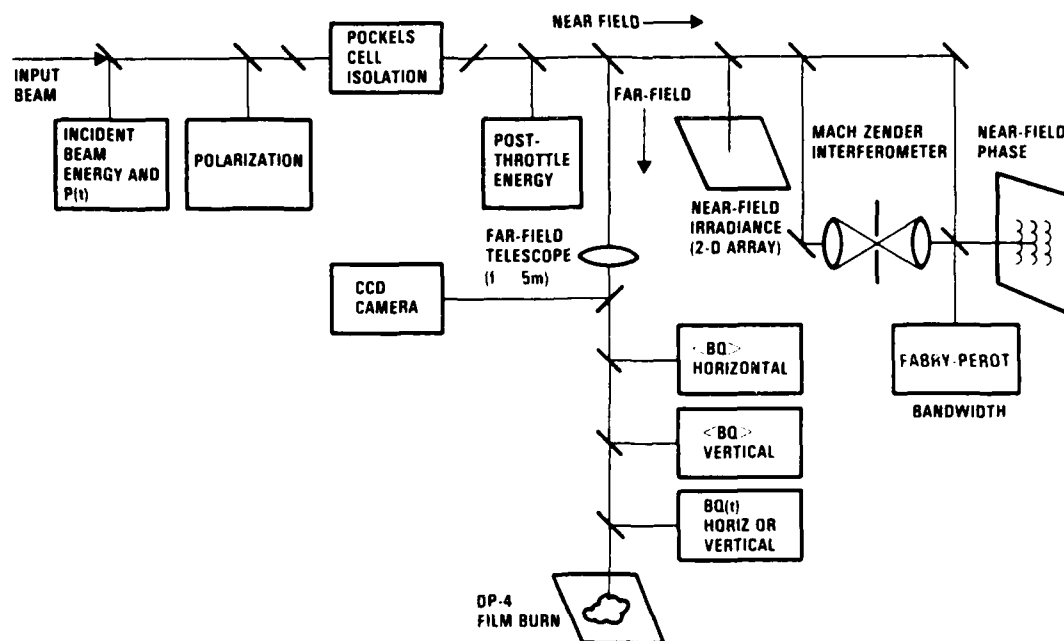 NEAR FIELD
INPUT
BEAM
POCKELS
CELL
ISOLATION
INCIDENT
BEAM
ENERGY AND
P(t)
POLARIZATION
POST-
THROTTLE
ENERGY
FAR-FIELD
NEAR-FIELD
IRRADIANCE
(2-D ARRAY)
MACH ZENDER
INTERFEROMETER
NEAR-FIELD
PHASE
FAR-FIELD
TELESCOPE
(f 5m)
CCD
CAMERA
<BQ>
HORIZONTAL
<BQ>
VERTICAL
BQ(t)
HORIZ OR
VERTICAL
FABRY-PEROT
BANDWIDTH
DP-4
FILM BURN